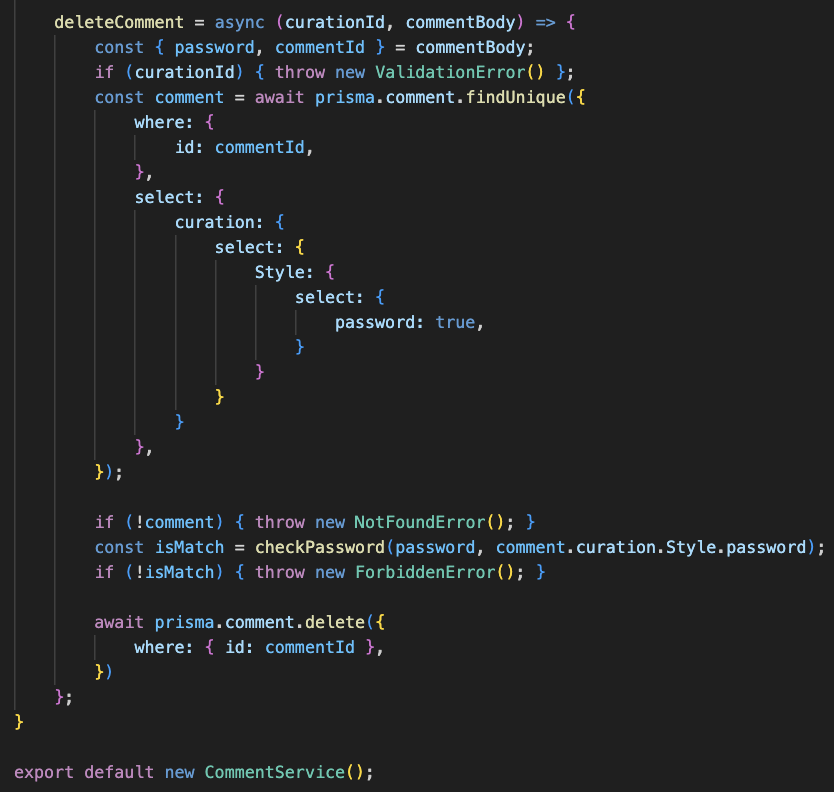 deleteComment = async (curationId, commentBody) => {
const { password, commentId } = commentBody;
if (curationId) { throw new ValidationError() };
const comment = await prisma.comment.findUnique({
where: {
id: commentId,
},
select: {
curation: {
select: {
Style: {
select: {
password: true,
}
}
}
}
},
});
if (!comment) { throw new NotFoundError(); }
const isMatch = checkPassword(password, comment.curation.Style.password);
if (!isMatch) { throw new ForbiddenError(); }
await prisma.comment.delete({
where: { id: commentId },
})
};
}
export default new CommentService();